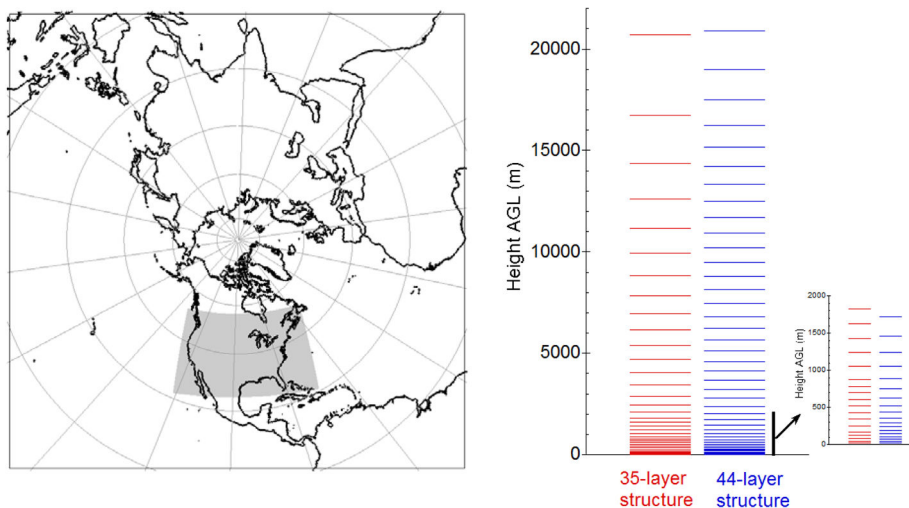 Height AGL (m)
20000
15000
10000
5000
0
35-layer
structure
44-layer
structure
Height AGL (m)
2000
1500
1000
500
0